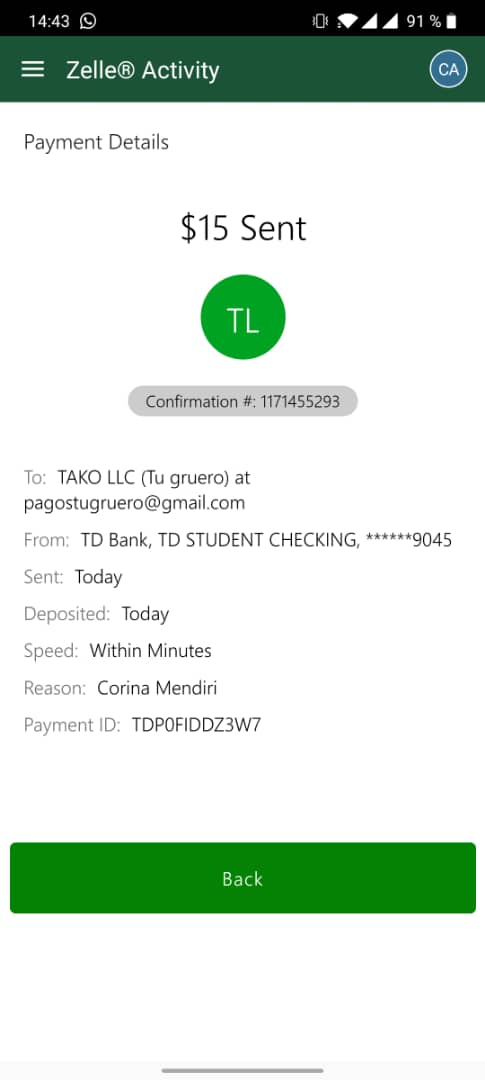 14:43
91 %
Zelle® Activity
CA
Payment Details
$15 Sent
TL
Confirmation #: 1171455293
To: TAKO LLC (Tu gruero) at
pagostugruero@gmail.com
From: TD Bank, TD STUDENT CHECKING, ******9045
Sent: Today
Deposited: Today
Speed: Within Minutes
Reason: Corina Mendiri
Payment ID: TDP0FIDDZ3W7
Back